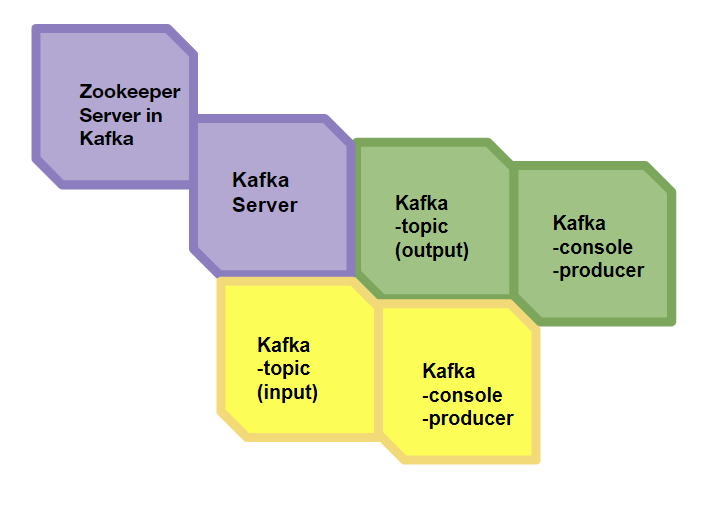 Zookeeper
Server in
Kafka
Kafka
Server
Kafka
-topic
(output)
Kafka
-console
-producer
Kafka
-topic
(input)
Kafka
-console
-producer